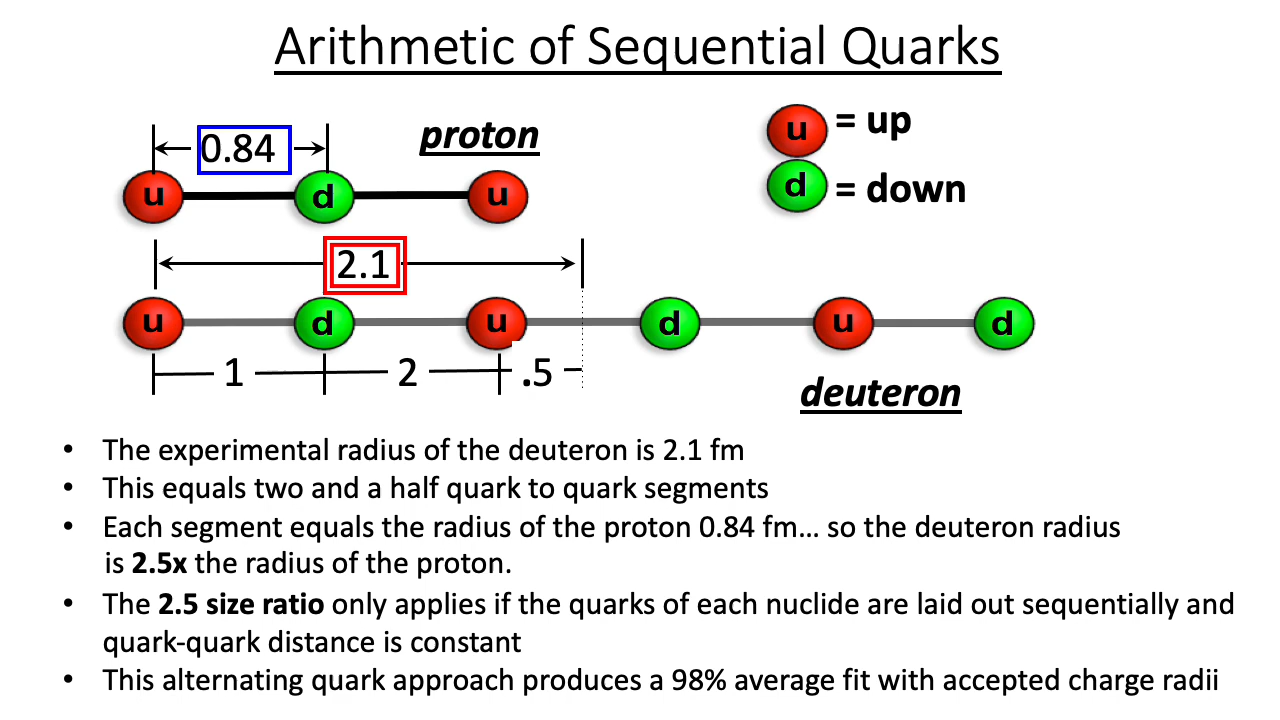 Arithmetic of Sequential Quarks
0.84
proton
u = up
u d u
d = down
2.1
u d u d u d
1 2 .5
deuteron
• The experimental radius of the deuteron is 2.1 fm
• This equals two and a half quark to quark segments
• Each segment equals the radius of the proton 0.84 fm... so the deuteron radius
is 2.5x the radius of the proton.
• The 2.5 size ratio only applies if the quarks of each nuclide are laid out sequentially and
quark-quark distance is constant
• This alternating quark approach produces a 98% average fit with accepted charge radii